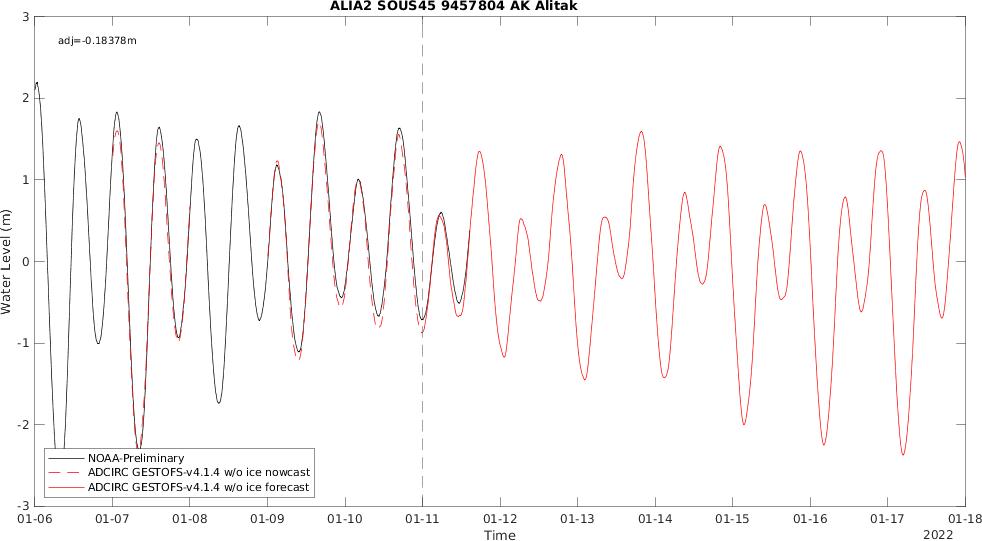 ALIA2 SOUS45 9457804 AK Alitak
adj=-0.18378m
3
2
1
0
-1
-2
-3
Water Level (m)
NOAA-Preliminary
ADCIRC GESTOFS-v4.1.4 w/o ice nowcast
ADCIRC GESTOFS-v4.1.4 w/o ice forecast
01-06 01-07 01-08 01-09 01-10 01-11 01-12 01-13 01-14 01-15 01-16 01-17 01-18
Time
2022